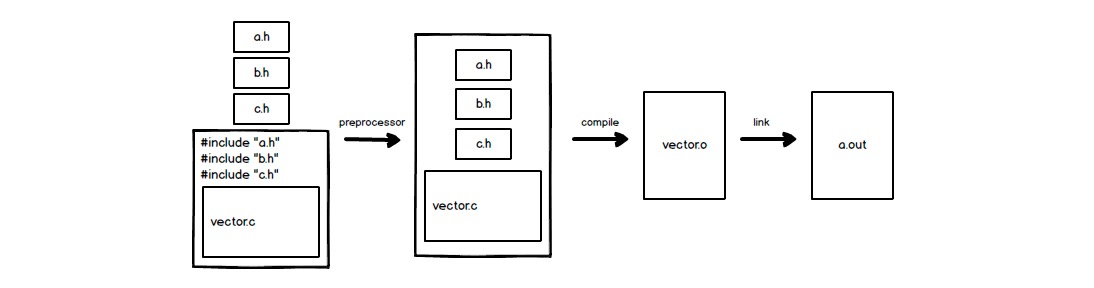 a.h
b.h
c.h
#include "a.h"
#include "b.h"
#include "c.h"
vector.c
preprocessor
a.h
b.h
c.h
vector.c
compile
vector.o
link
a.out